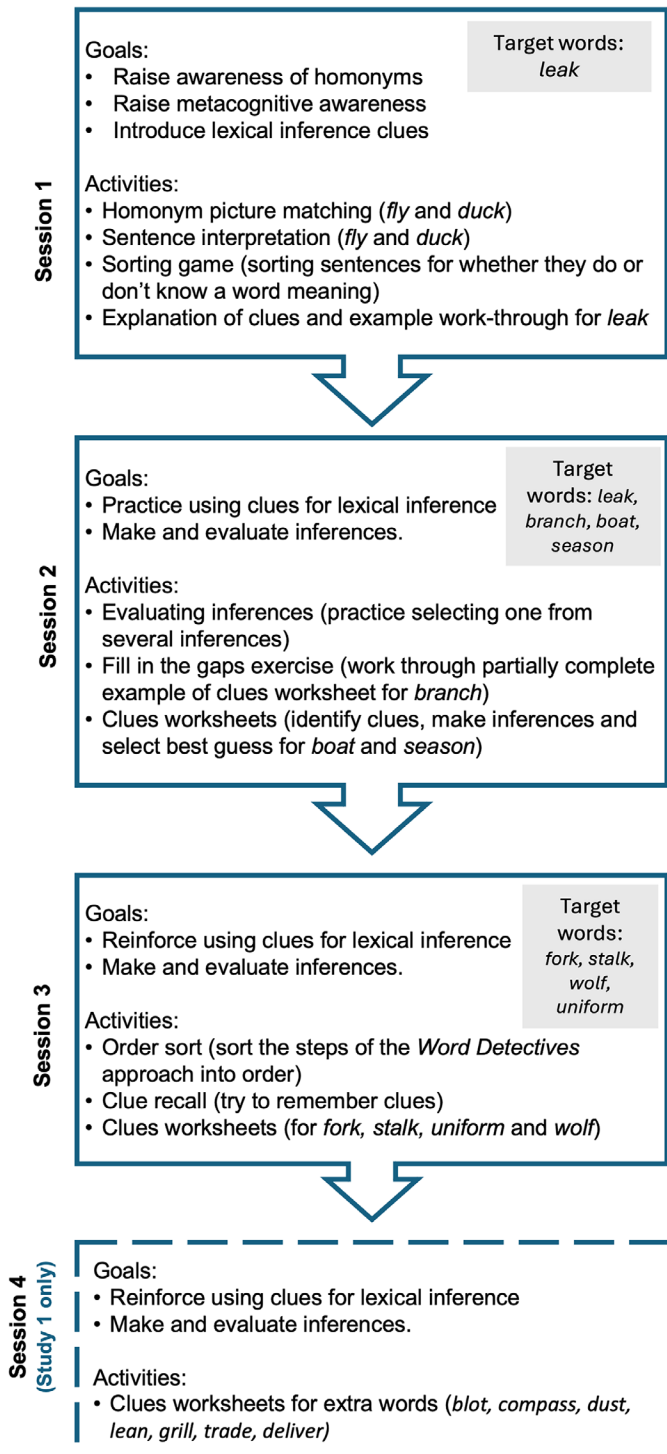 Session 1
Goals:
• Raise awareness of homonyms
• Raise metacognitive awareness
• Introduce lexical inference clues
Target words:
leak
Activities:
• Homonym picture matching (fly and duck)
• Sentence interpretation (fly and duck)
• Sorting game (sorting sentences for whether they do or
don't know a word meaning)
• Explanation of clues and example work-through for leak
Session 2
Goals:
• Practice using clues for lexical inference
• Make and evaluate inferences.
Target
words: leak,
branch, boat,
season
Activities:
• Evaluating inferences (practice selecting one from
several inferences)
• Fill in the gaps exercise (work through partially complete
example of clues worksheet for branch)
• Clues worksheets (identify clues, make inferences and
select best guess for boat and season)
Session 3
Goals:
• Reinforce using clues for lexical inference
• Make and evaluate inferences.
Target
words:
fork, stalk,
wolf,
uniform
Activities:
• Order sort (sort the steps of the Word Detectives
approach into order)
• Clue recall (try to remember clues)
• Clues worksheets (for fork, stalk, uniform and wolf)
Session 4
(Study 1 only)
Goals:
• Reinforce using clues for lexical inference
• Make and evaluate inferences.
Activities:
• Clues worksheets for extra words (blot, compass, dust,
lean, grill, trade, deliver)